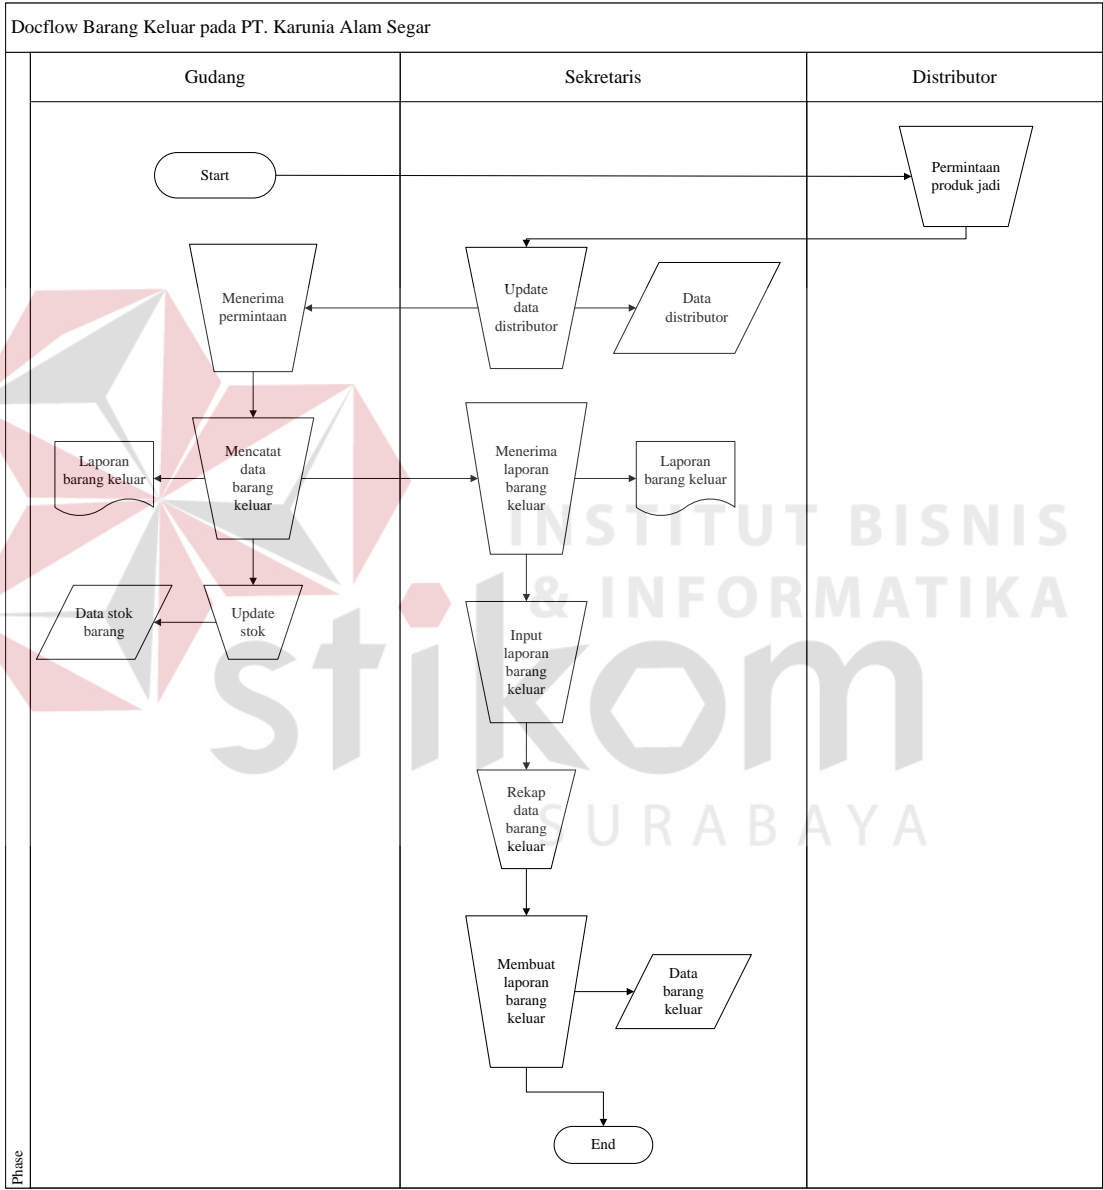 Docflow Barang Keluar pada PT. Karunia Alam Segar
Gudang
Sekretaris
Distributor
Start
Permintaan
produk jadi
Menerima
permintaan
Update
data
distributor
Data
distributor
Laporan
barang keluar
Mencatat
data
barang
keluar
Menerima
laporan
barang
keluar
Laporan
barang keluar
INSTITUT BISNIS
& INFORMATIKA
stikom
SURABAYA
Data stok
barang
Update
stok
Input
laporan
barang
keluar
Rekap
data
barang
keluar
Membuat
laporan
barang
keluar
Data
barang
keluar
End
Phase